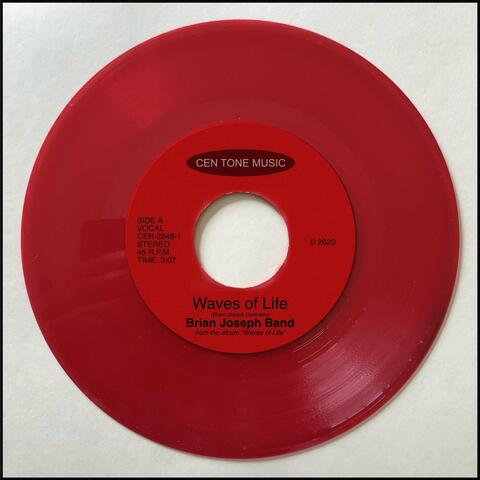 CEN TONE MUSIC
SIDE A
VOCAL
CEN-2946-1
STEREO
45 R.P.M.
TIME: 3:07
© 2020
Waves of Life
(Brian Joseph
Brian Joseph Band
from the album "Waves of Life"